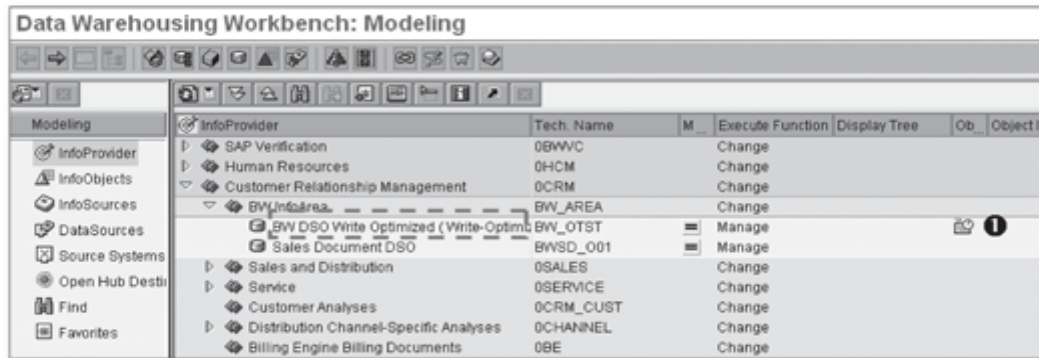 Data Warehousing Workbench: Modeling
Modeling
InfoProvider
InfoObjects
InfoSources
DataSources
Source Systems
Open Hub Desti
Find
Favorites
InfoProvider Tech. Name M... Execute Function Display Tree Ob... Object I
SAP Verification 0BWVC Change
Human Resources 0HCM Change
Customer Relationship Management 0CRM Change
BW InfoArea BW_AREA Change
BW DSO Write Optimized (Write-Optimi BW_OTST = Manage 1
Sales Document DSO BWSD_O01 = Manage
Sales and Distribution 0SALES Change
Service 0SERVICE Change
Customer Analyses 0CRM_CUST Change
Distribution Channel-Specific Analyses 0CHANNEL Change
Billing Engine Billing Documents 0BE Change